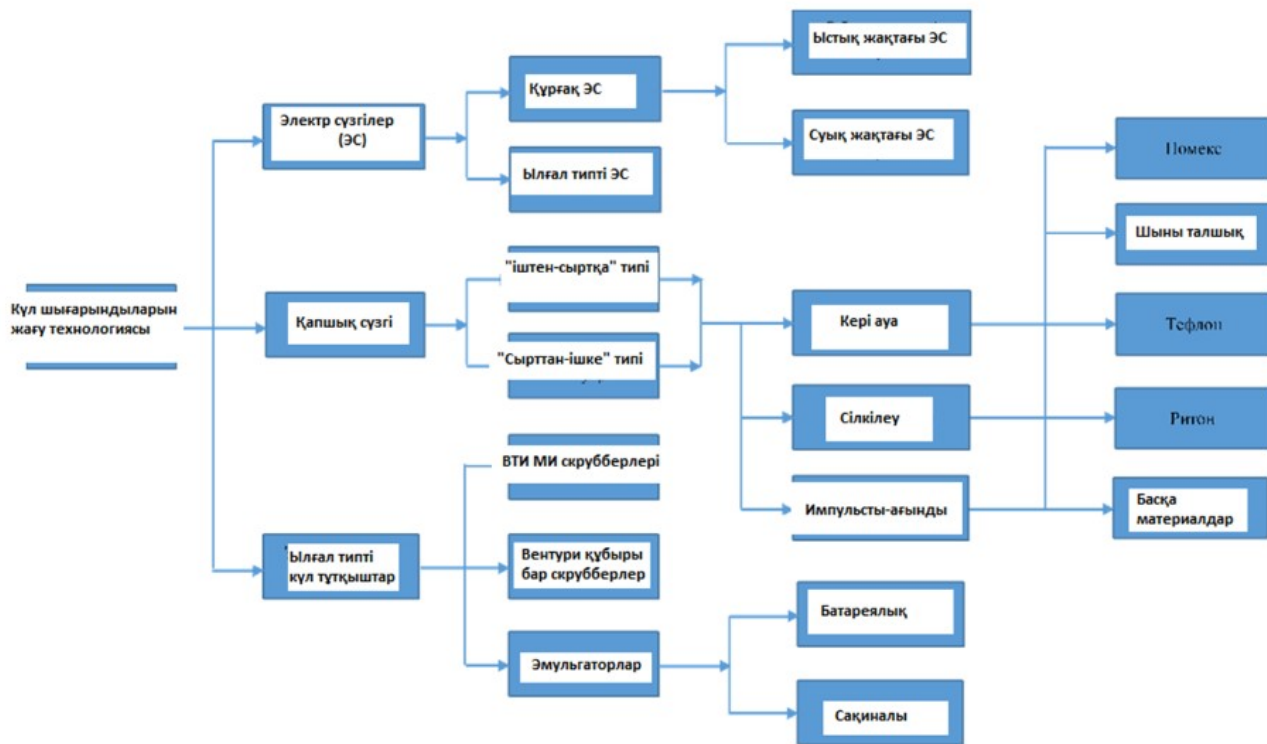 Күл шығарындыларын
жағу технологиясы
Электр сүзгілер
(ЭС)
Қапшық сүзгі
Ылғал типті
күл тұтқыштар
Құрғақ ЭС
Ылғал типті ЭС
"іштен-сыртқа" типі
"Сырттан-ішке" типі
ВТИ МИ скрубберлері
Вентури құбыры
бар скрубберлер
Эмульгаторлар
Ыстық жақтағы ЭС
Суық жақтағы ЭС
Кері ауа
Сілкілеу
Импульсты-ағынды
Батареялық
Сақиналы
Номекс
Шыны талшық
Тефлон
Ритон
Басқа
материалдар